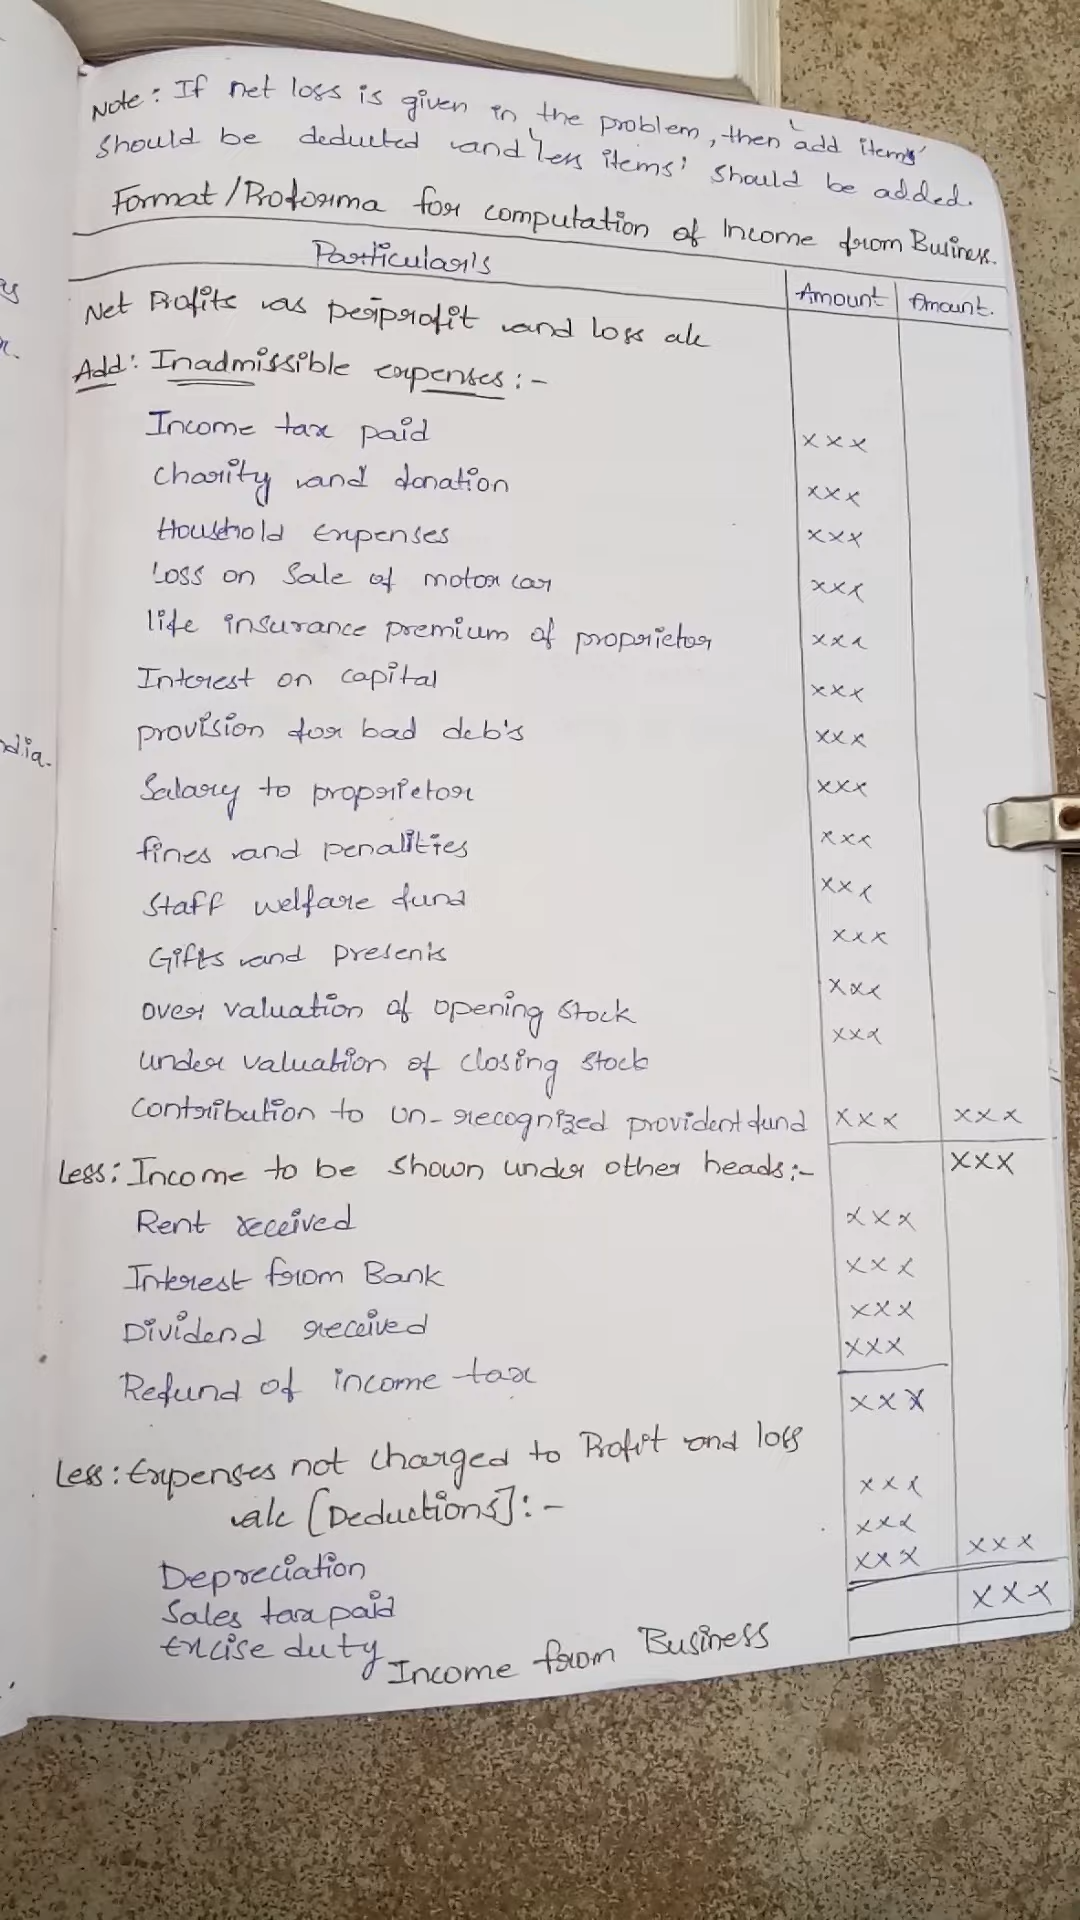 Note: If net loss is given in the problem, then 'add items'
should be deducted and 'less items' should be added.
Format/Proforma for computation of Income from Business.
Particular's Amount Amount.
Net Profits as per profit and loss a/c
Add: Inadmissible expenses:-
Income tax paid xxx
Charity and donation xxx
Household Expenses xxx
Loss on Sale of motor car xxx
life insurance premium of proprietor xxx
Interest on capital xxx
provision for bad deb's xxx
Salary to proprietor xxx
fines and penalities xxx
Staff welfare fund xxx
Gifts and Presents xxx
over valuation of opening stock xxx
under valuation of closing stock xxx
Contribution to un-recognized provident fund xxx xxx
Less: Income to be shown under other heads:- xxx
Rent received xxx
Interest from Bank xxx
Dividend received xxx
Refund of income tax xxx
xxx
Less: Expenses not charged to Profit and loss
a/c [Deductions]:- xxx
Depreciation xxx
Sales tax paid xxx xxx
Excise duty xxx
Income from Business
ys
r.
dia.